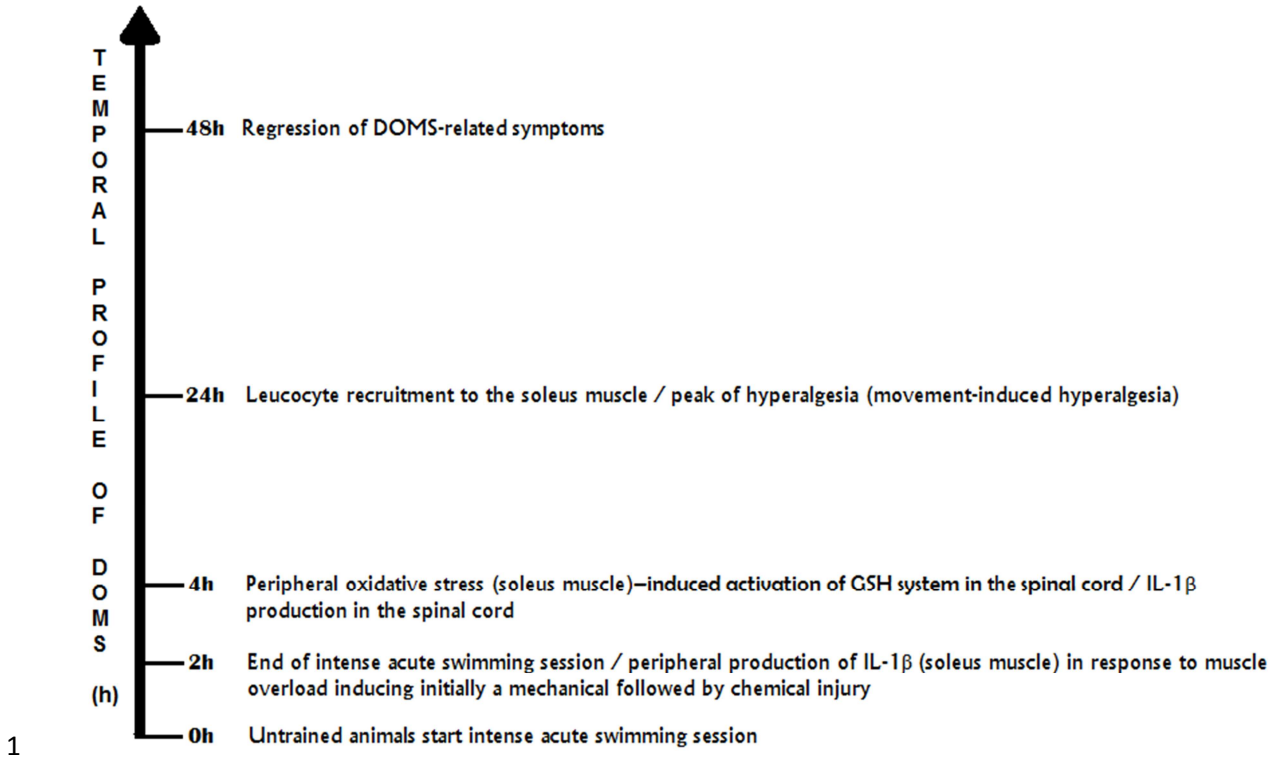 TEMPORAL PROFILE OF DOMS (h)
48h Regression of DOMS-related symptoms
24h Leucocyte recruitment to the soleus muscle / peak of hyperalgesia (movement-induced hyperalgesia)
4h Peripheral oxidative stress (soleus muscle)–induced activation of GSH system in the spinal cord / IL-1β
production in the spinal cord
2h End of intense acute swimming session / peripheral production of IL-1β (soleus muscle) in response to muscle
overload inducing initially a mechanical followed by chemical injury
0h Untrained animals start intense acute swimming session
1